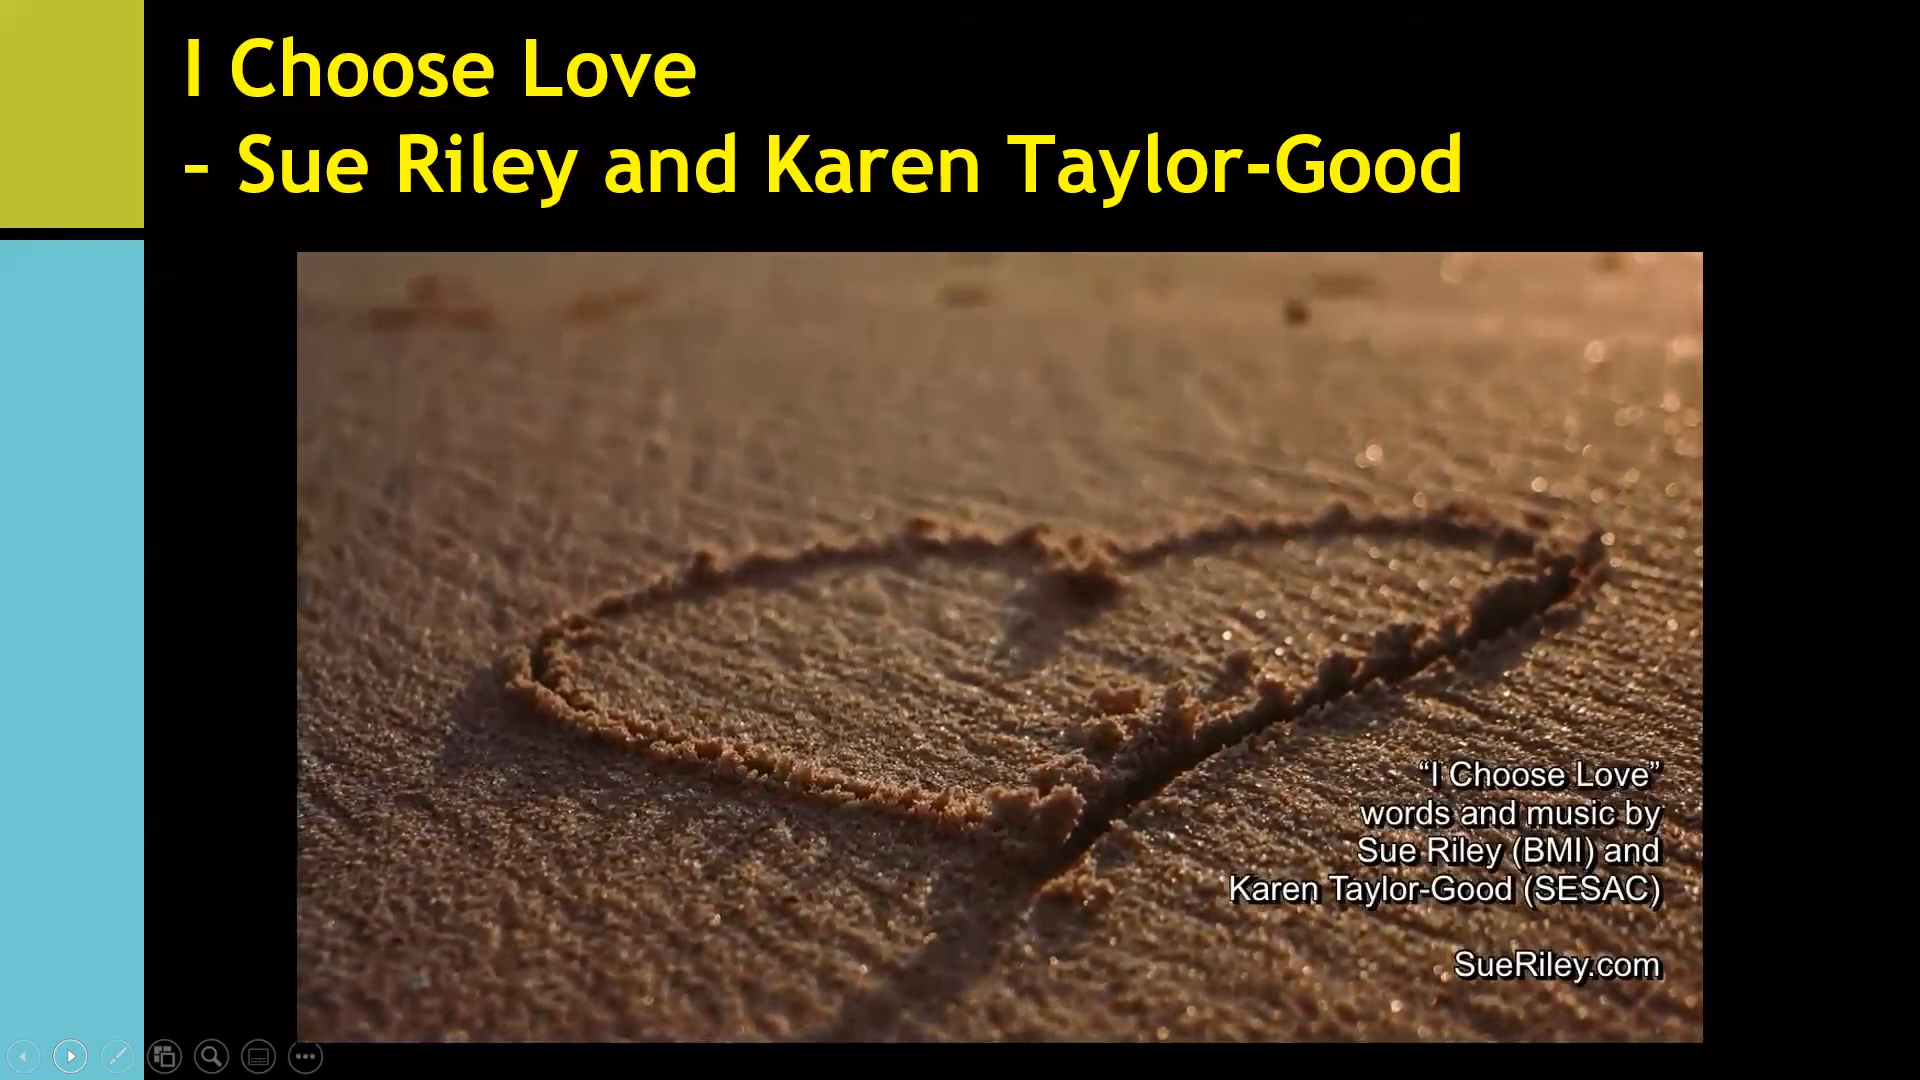 I Choose Love
– Sue Riley and Karen Taylor-Good
“I Choose Love”
words and music by
Sue Riley (BMI) and
Karen Taylor-Good (SESAC)
SueRiley.com